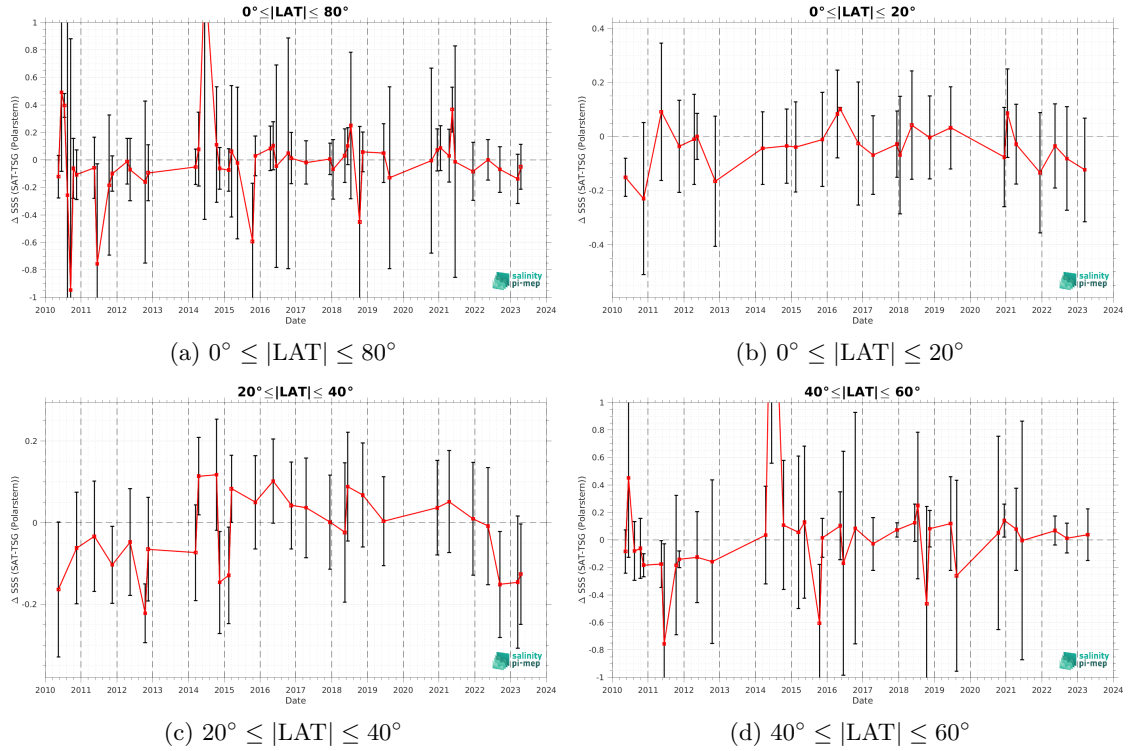 0°≤|LAT|≤ 80°
Δ SSS (SAT-TSG (Polarstern))
1
0.8
0.6
0.4
0.2
0
-0.2
-0.4
-0.6
-0.8
-1
2010 2011 2012 2013 2014 2015 2016 2017 2018 2019 2020 2021 2022 2023 2024
Date
salinity
pi-mep
(a) 0° ≤ |LAT| ≤ 80°
0°≤|LAT|≤ 20°
Δ SSS (SAT-TSG (Polarstern))
0.4
0.2
0
-0.2
-0.4
2010 2011 2012 2013 2014 2015 2016 2017 2018 2019 2020 2021 2022 2023 2024
Date
salinity
pi-mep
(b) 0° ≤ |LAT| ≤ 20°
20°≤|LAT|≤ 40°
Δ SSS (SAT-TSG (Polarstern))
0.2
0
-0.2
2010 2011 2012 2013 2014 2015 2016 2017 2018 2019 2020 2021 2022 2023 2024
Date
salinity
pi-mep
(c) 20° ≤ |LAT| ≤ 40°
40°≤|LAT|≤ 60°
Δ SSS (SAT-TSG (Polarstern))
1
0.8
0.6
0.4
0.2
0
-0.2
-0.4
-0.6
-0.8
-1
2010 2011 2012 2013 2014 2015 2016 2017 2018 2019 2020 2021 2022 2023 2024
Date
salinity
pi-mep
(d) 40° ≤ |LAT| ≤ 60°